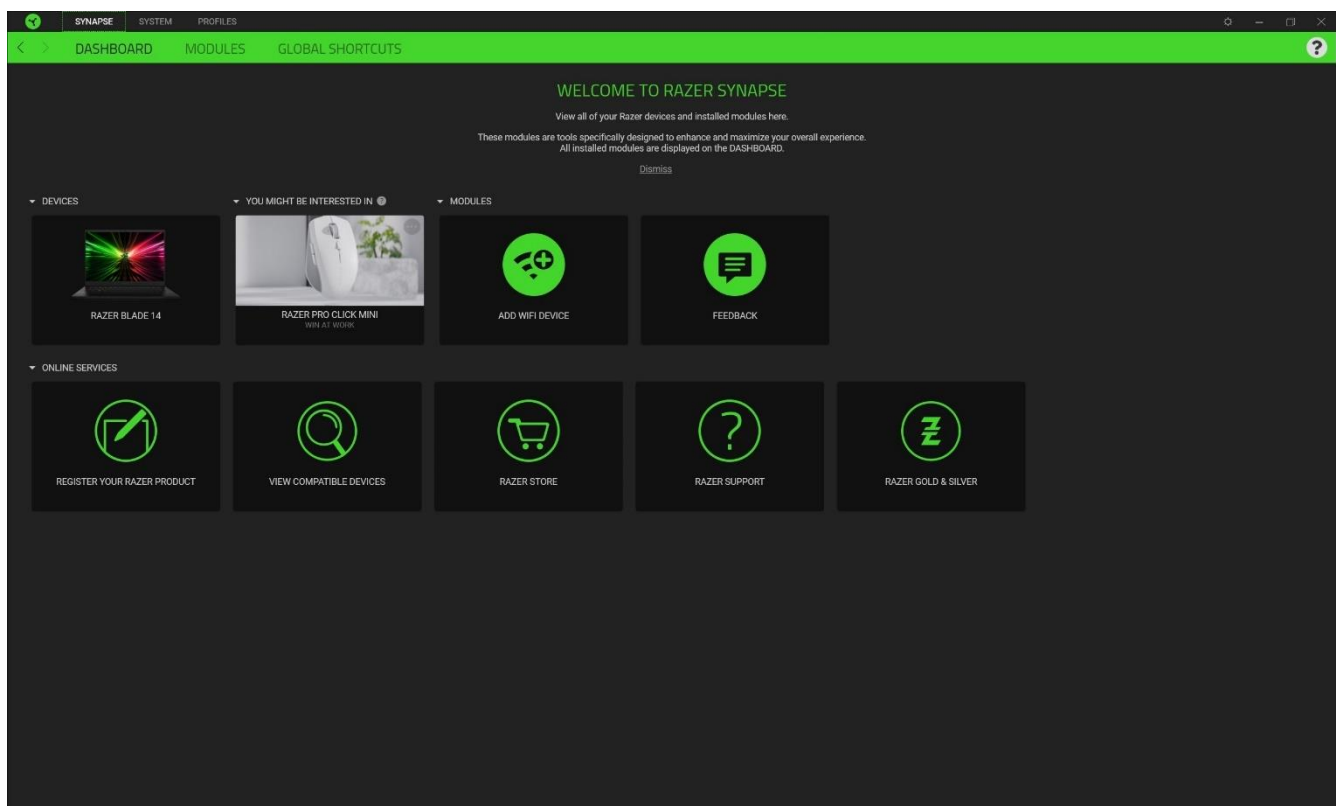 SYNAPSE SYSTEM PROFILES
DASHBOARD MODULES GLOBAL SHORTCUTS
?
WELCOME TO RAZER SYNAPSE
View all of your Razer devices and installed modules here.
These modules are tools specifically designed to enhance and maximize your overall experience.
All installed modules are displayed on the DASHBOARD.
Dismiss
DEVICES
YOU MIGHT BE INTERESTED IN ?
MODULES
RAZER BLADE 14
RAZER PRO CLICK MINI
WIN AT WORK
ADD WIFI DEVICE
FEEDBACK
ONLINE SERVICES
REGISTER YOUR RAZER PRODUCT
VIEW COMPATIBLE DEVICES
RAZER STORE
?
RAZER SUPPORT
RAZER GOLD & SILVER